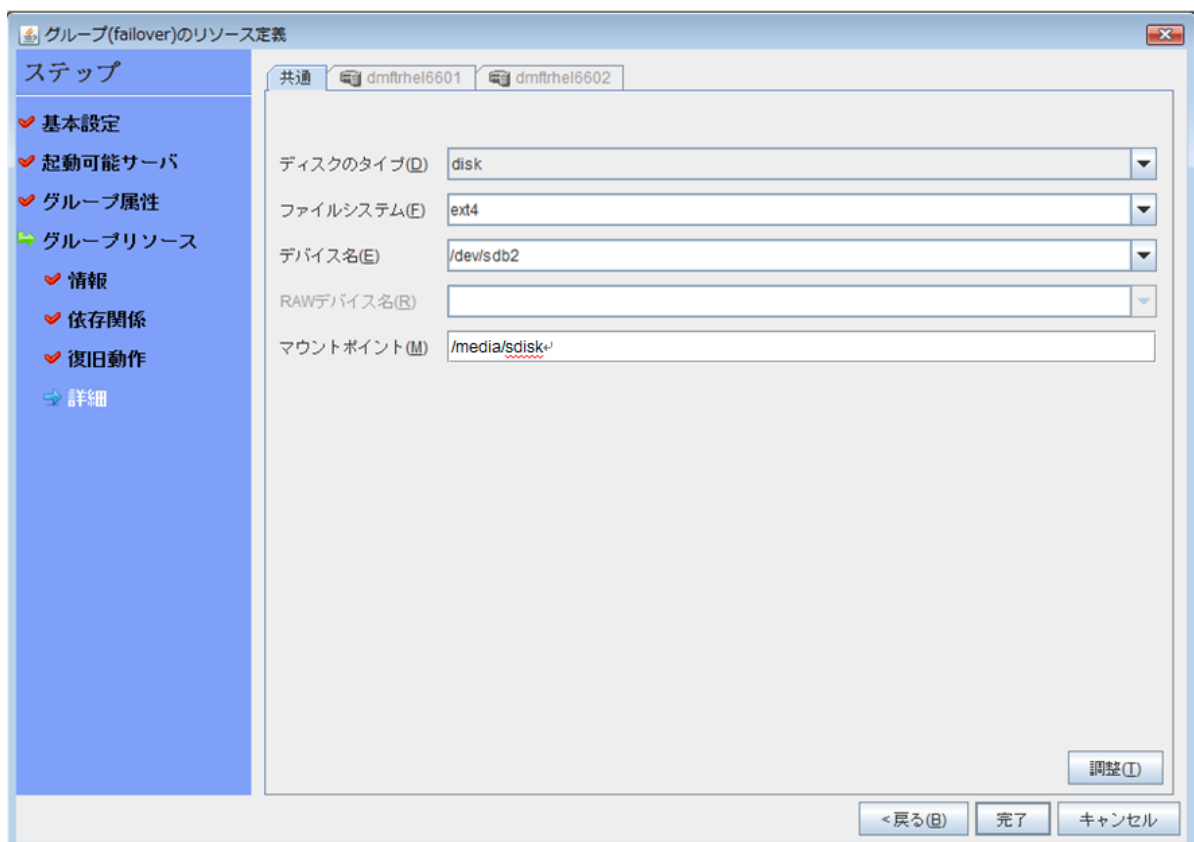 グループ(failover)のリソース定義
ステップ
基本設定
起動可能サーバ
グループ属性
グループリソース
情報
依存関係
復旧動作
詳細
共通 dmftrhel6601 dmftrhel6602
ディスクのタイプ(D) disk
ファイルシステム(F) ext4
デバイス名(E) /dev/sdb2
RAWデバイス名(R)
マウントポイント(M) /media/sdisk↵
調整(T)
<戻る(B) 完了 キャンセル